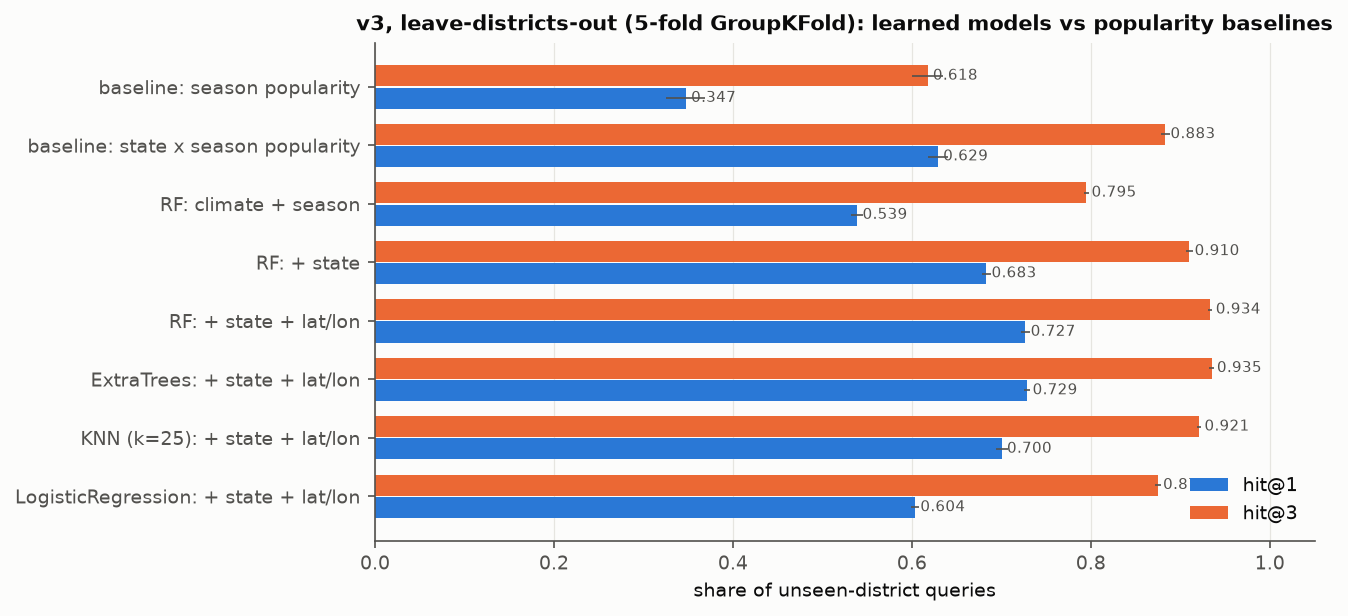 v3, leave-districts-out (5-fold GroupKFold): learned models vs popularity baselines
baseline: season popularity
0.618
0.347
baseline: state x season popularity
0.883
0.629
RF: climate + season
0.795
0.539
RF: + state
0.910
0.683
RF: + state + lat/lon
0.934
0.727
ExtraTrees: + state + lat/lon
0.935
0.729
KNN (k=25): + state + lat/lon
0.921
0.700
LogisticRegression: + state + lat/lon
0.604
hit@1
hit@3
0.0 0.2 0.4 0.6 0.8 1.0
share of unseen-district queries